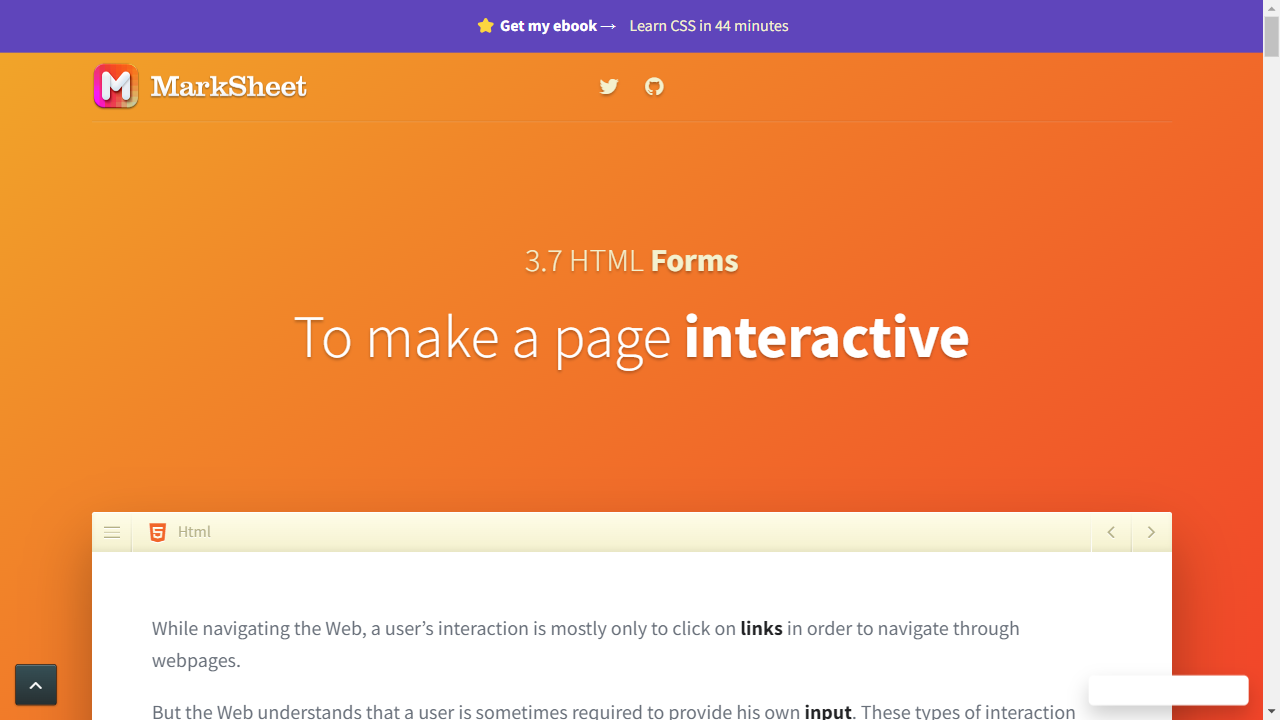 Get my ebook → Learn CSS in 44 minutes
MarkSheet
3.7 HTML Forms
To make a page interactive
Html
While navigating the Web, a user’s interaction is mostly only to click on links in order to navigate through
webpages.
But the Web understands that a user is sometimes required to provide his own input. These types of interaction